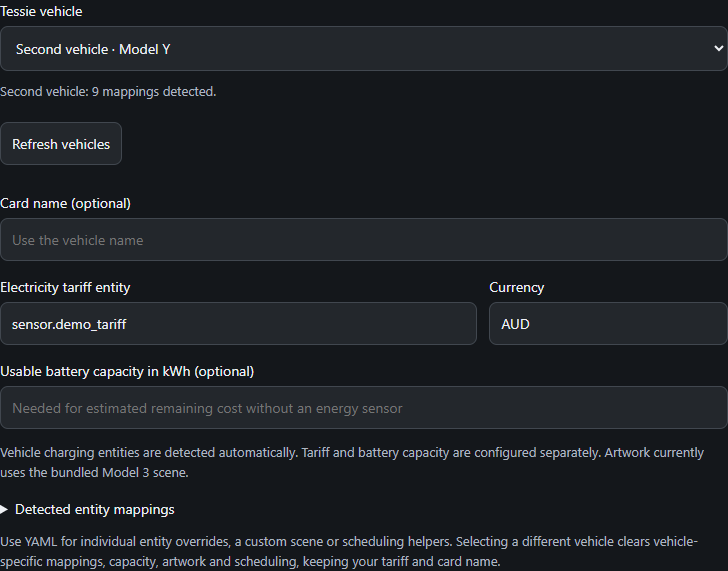 Tessie vehicle
Second vehicle · Model Y
Second vehicle: 9 mappings detected.
Refresh vehicles
Card name (optional)
Use the vehicle name
Electricity tariff entity
Currency
sensor.demo_tariff
AUD
Usable battery capacity in kWh (optional)
Needed for estimated remaining cost without an energy sensor
Vehicle charging entities are detected automatically. Tariff and battery capacity are configured separately. Artwork currently
uses the bundled Model 3 scene.
Detected entity mappings
Use YAML for individual entity overrides, a custom scene or scheduling helpers. Selecting a different vehicle clears vehicle-
specific mappings, capacity, artwork and scheduling, keeping your tariff and card name.